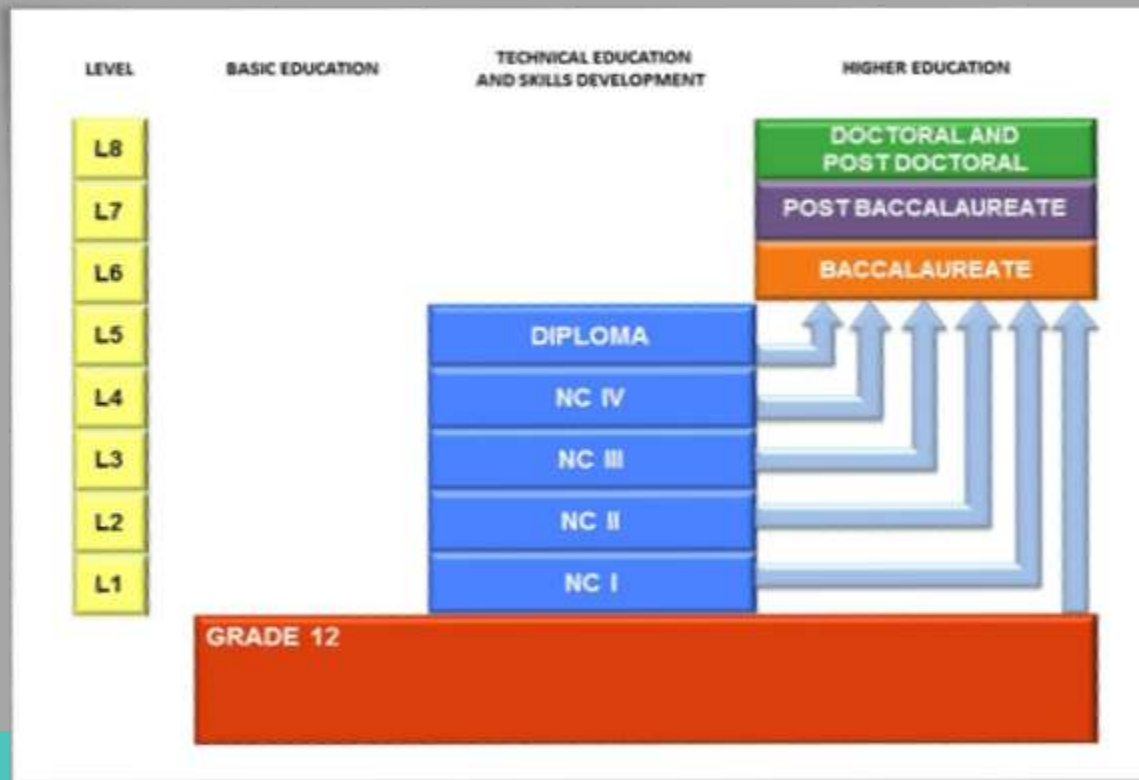 LEVEL
BASIC EDUCATION
TECHNICAL EDUCATION
AND SKILLS DEVELOPMENT
HIGHER EDUCATION
L8
DOCTORAL AND
POST DOCTORAL
L7
POST BACCALAUREATE
L6
BACCALAUREATE
L5
DIPLOMA
L4
NC IV
L3
NC III
L2
NC II
L1
NC I
GRADE 12